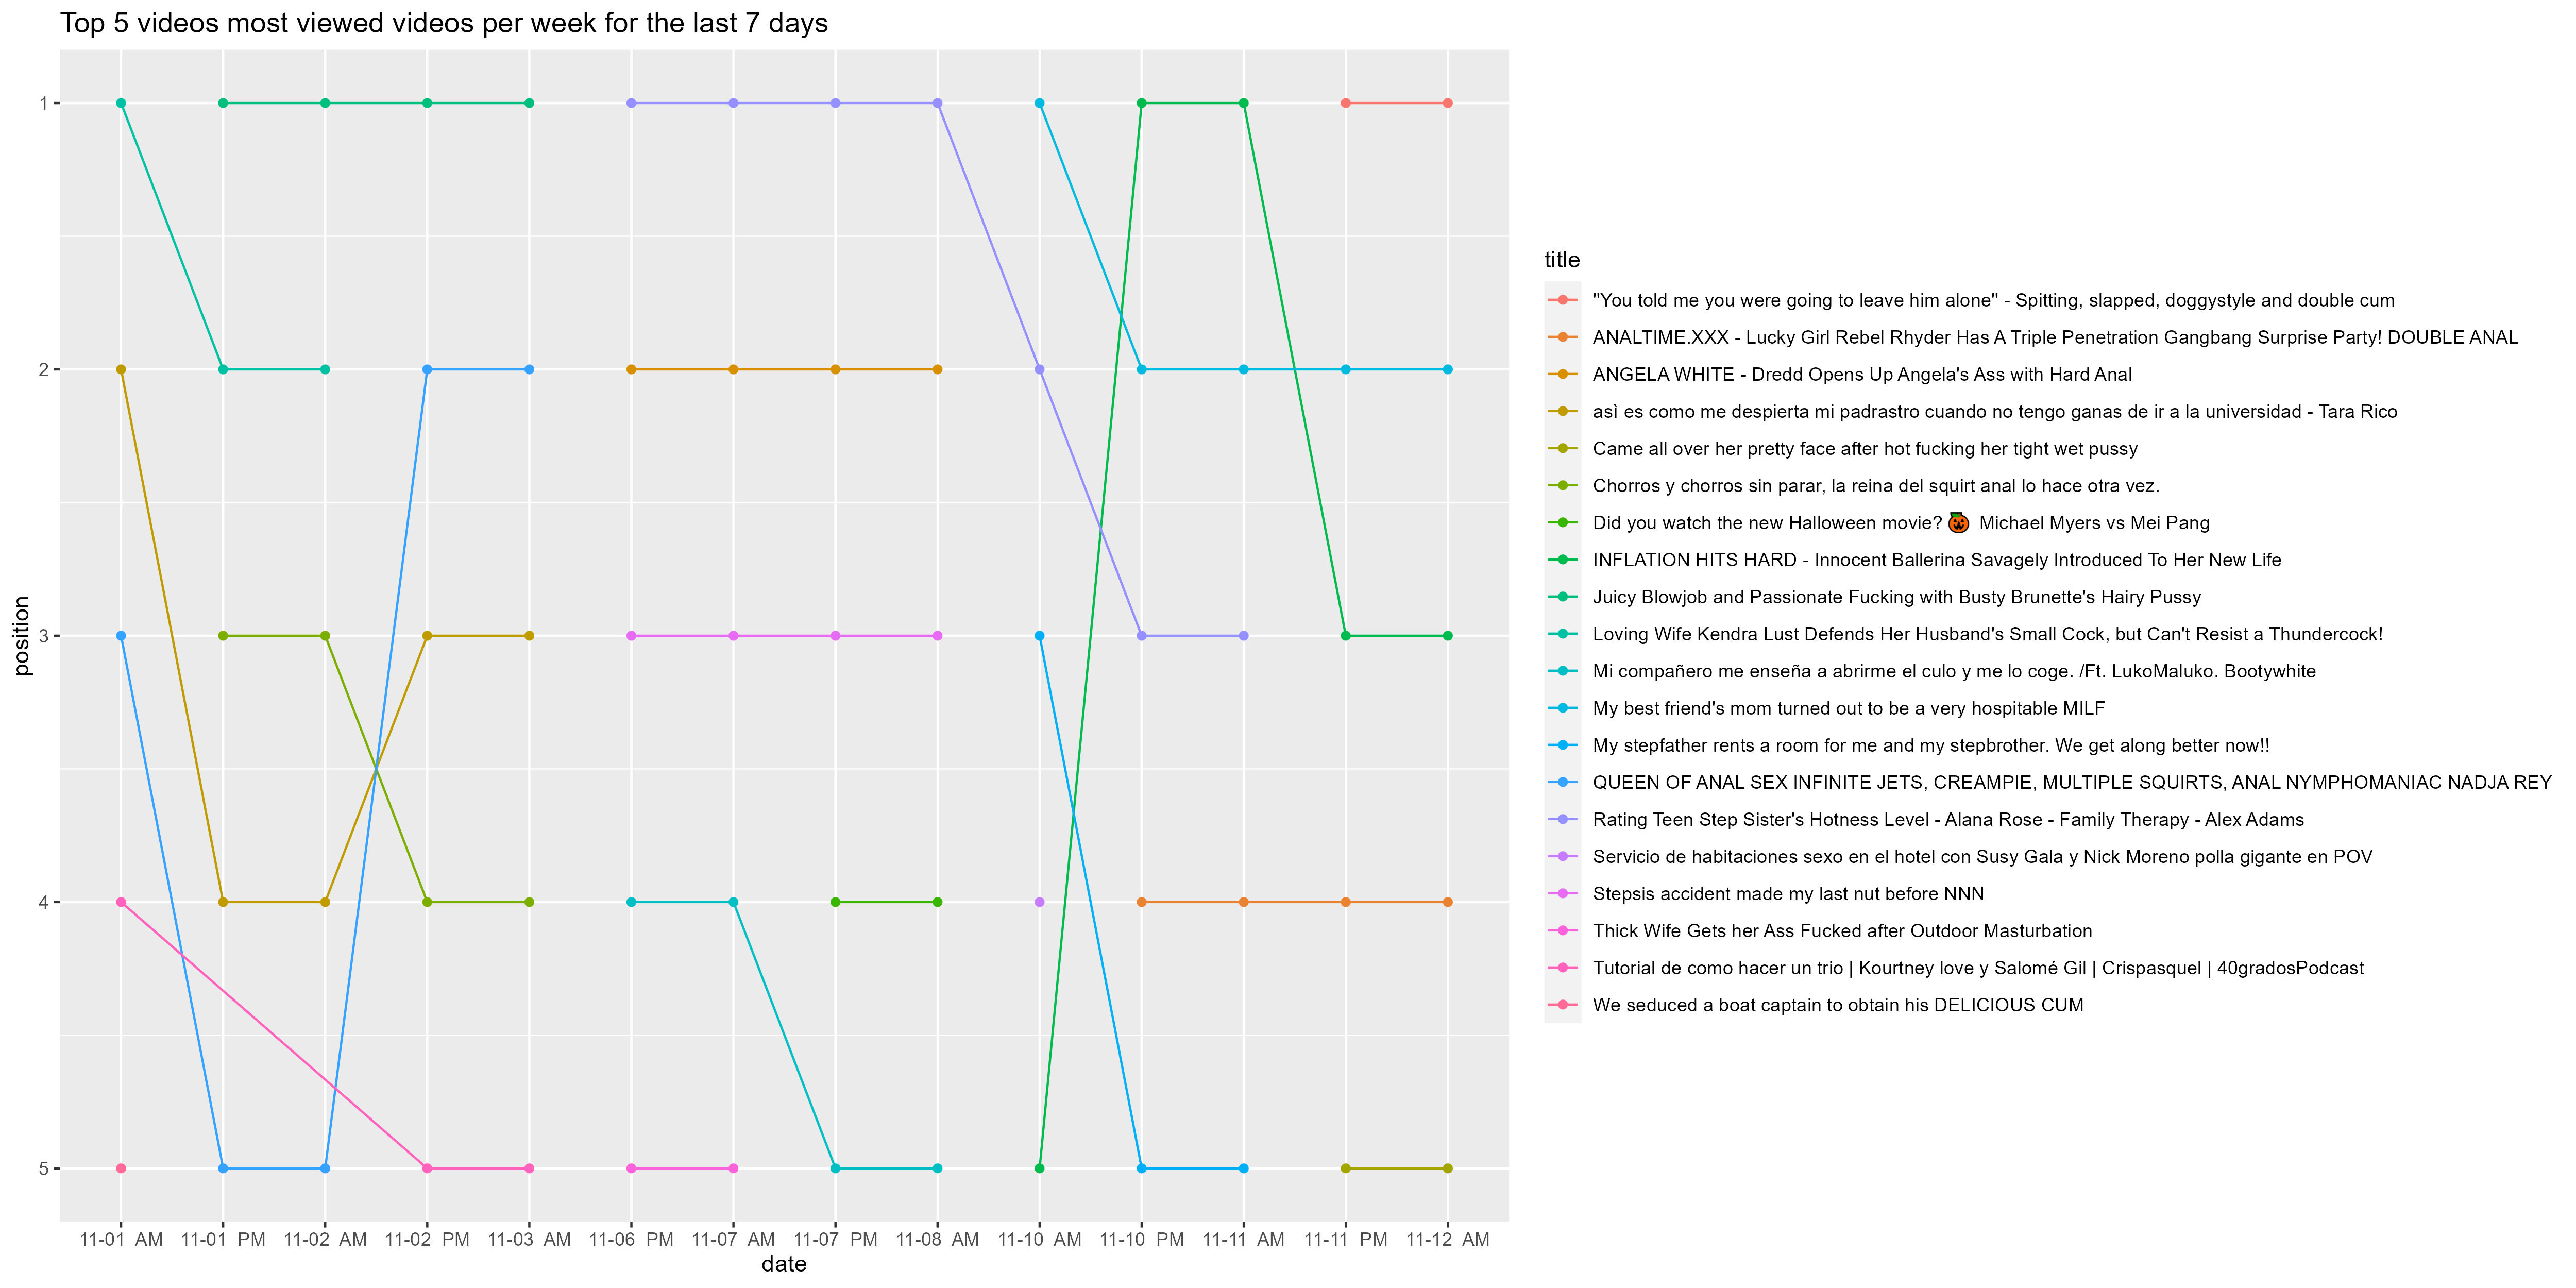 Top 5 videos most viewed videos per week for the last 7 days
position
1
2
3
4
5
11-01 AM 11-01 PM 11-02 AM 11-02 PM 11-03 AM 11-06 PM 11-07 AM 11-07 PM 11-08 AM 11-10 AM 11-10 PM 11-11 AM 11-11 PM 11-12 AM
date
title
"You told me you were going to leave him alone" - Spitting, slapped, doggystyle and double cum
ANALTIME.XXX - Lucky Girl Rebel Rhyder Has A Triple Penetration Gangbang Surprise Party! DOUBLE ANAL
ANGELA WHITE - Dredd Opens Up Angela's Ass with Hard Anal
asì es como me despierta mi padrastro cuando no tengo ganas de ir a la universidad - Tara Rico
Came all over her pretty face after hot fucking her tight wet pussy
Chorros y chorros sin parar, la reina del squirt anal lo hace otra vez.
Did you watch the new Halloween movie? 🎃 Michael Myers vs Mei Pang
INFLATION HITS HARD - Innocent Ballerina Savagely Introduced To Her New Life
Juicy Blowjob and Passionate Fucking with Busty Brunette's Hairy Pussy
Loving Wife Kendra Lust Defends Her Husband's Small Cock, but Can't Resist a Thundercock!
Mi compañero me enseña a abrirme el culo y me lo coge. /Ft. LukoMaluko. Bootywhite
My best friend's mom turned out to be a very hospitable MILF
My stepfather rents a room for me and my stepbrother. We get along better now!!
QUEEN OF ANAL SEX INFINITE JETS, CREAMPIE, MULTIPLE SQUIRTS, ANAL NYMPHOMANIAC NADJA REY
Rating Teen Step Sister's Hotness Level - Alana Rose - Family Therapy - Alex Adams
Servicio de habitaciones sexo en el hotel con Susy Gala y Nick Moreno polla gigante en POV
Stepsis accident made my last nut before NNN
Thick Wife Gets her Ass Fucked after Outdoor Masturbation
Tutorial de como hacer un trio | Kourtney love y Salomé Gil | Crispasquel | 40gradosPodcast
We seduced a boat captain to obtain his DELICIOUS CUM